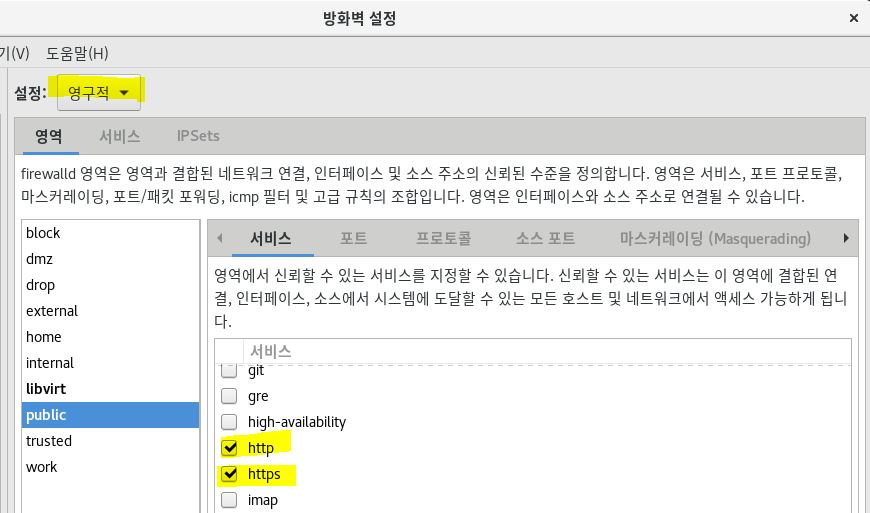 방화벽 설정
기(V) 도움말(H)
설정: 영구적
영역 서비스 IPSets
firewalld 영역은 영역과 결합된 네트워크 연결, 인터페이스 및 소스 주소의 신뢰된 수준을 정의합니다. 영역은 서비스, 포트 프로토콜,
마스커레이딩, 포트/패킷 포워딩, icmp 필터 및 고급 규칙의 조합입니다. 영역은 인터페이스와 소스 주소로 연결될 수 있습니다.
block
dmz
drop
external
home
internal
libvirt
public
trusted
work
서비스 포트 프로토콜 소스 포트 마스커레이딩 (Masquerading)
영역에서 신뢰할 수 있는 서비스를 지정할 수 있습니다. 신뢰할 수 있는 서비스는 이 영역에 결합된 연
결, 인터페이스, 소스에서 시스템에 도달할 수 있는 모든 호스트 및 네트워크에서 액세스 가능하게 됩니
다.
서비스
git
gre
high-availability
http
https
imap